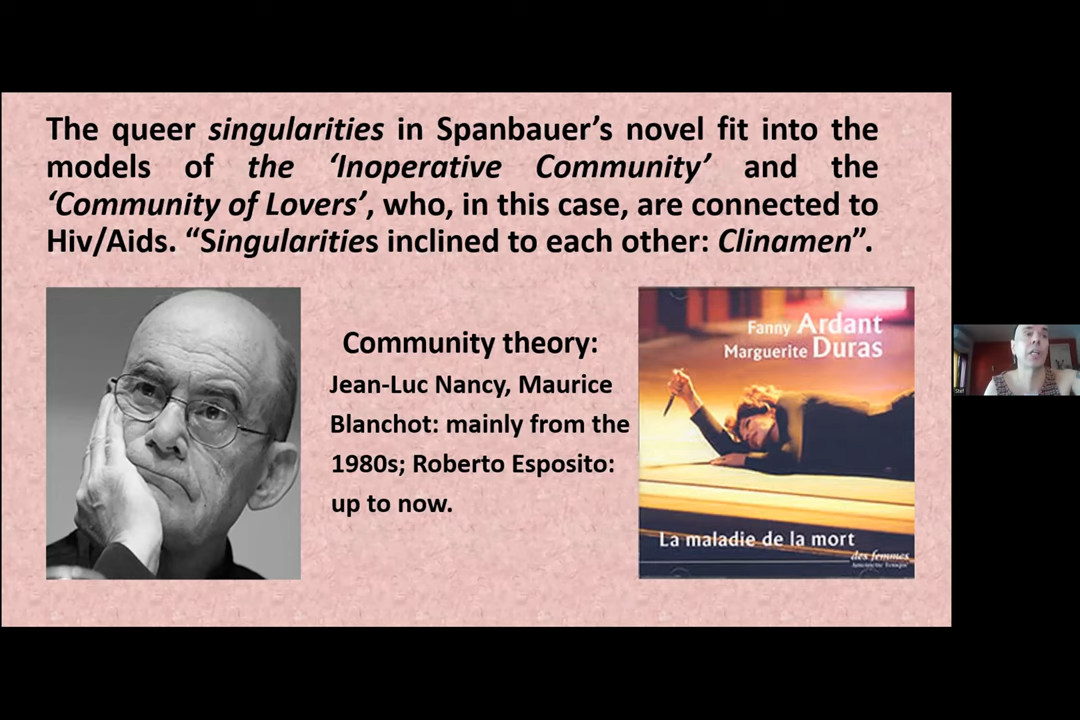 The queer singularities in Spanbauer’s novel fit into the
models of the ‘Inoperative Community’ and the
‘Community of Lovers’, who, in this case, are connected to
Hiv/Aids. “Singularities inclined to each other: Clinamen”.
Community theory:
Jean-Luc Nancy, Maurice
Blanchot: mainly from the
1980s; Roberto Esposito:
up to now.
Fanny Ardant
Marguerite Duras
La maladie de la mort
des femmes